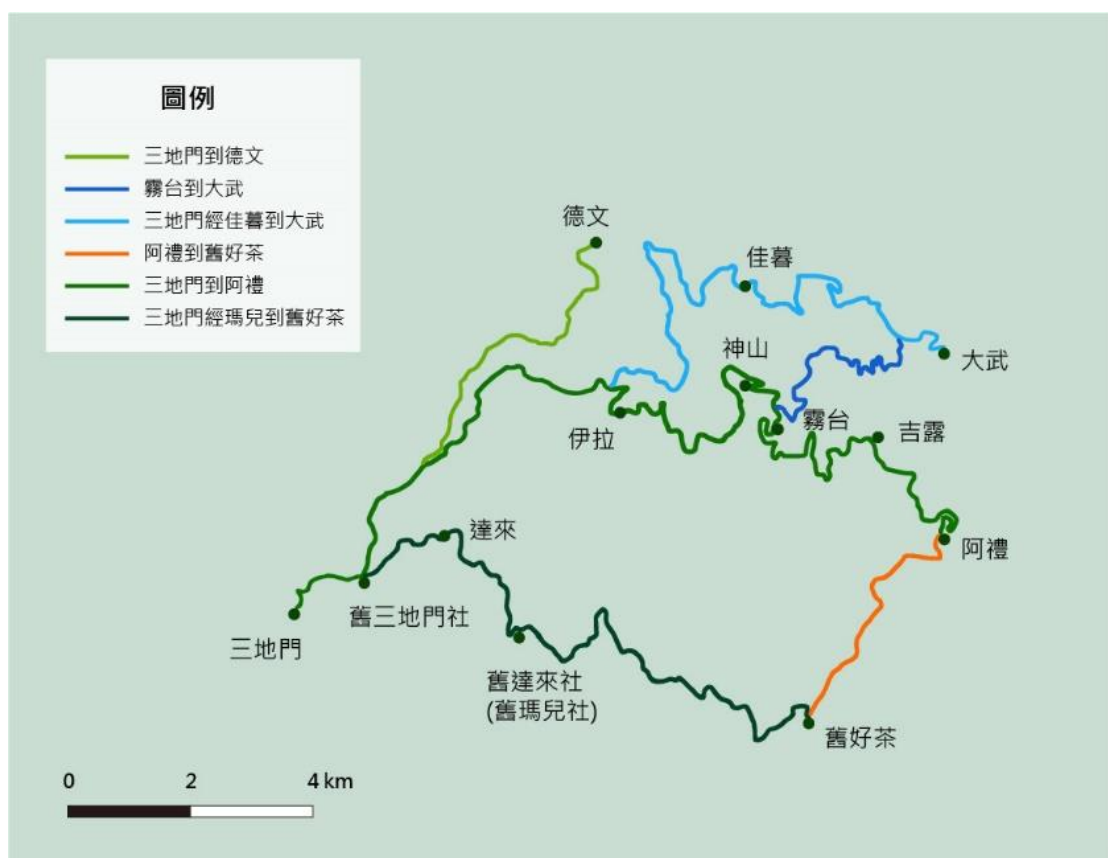 圖例
三地門到德文
霧台到大武
三地門經佳暮到大武
阿禮到舊好茶
三地門到阿禮
三地門經瑪兒到舊好茶
德文
佳暮
神山
大武
伊拉
霧台
吉露
達來
阿禮
舊三地門社
三地門
舊達來社
(舊瑪兒社)
舊好茶
0 2 4 km